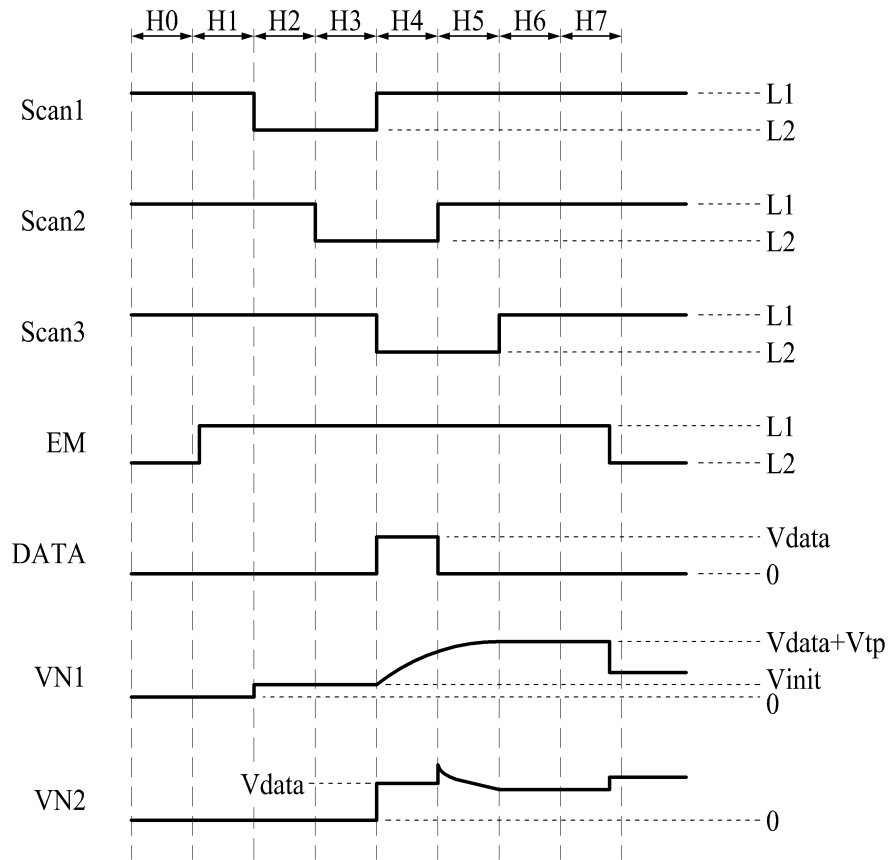 H0 H1 H2 H3 H4 H5 H6 H7
Scan1
L1
L2
Scan2
L1
L2
Scan3
L1
L2
EM
L1
L2
DATA
Vdata
0
VN1
Vdata+Vtp
Vinit
0
VN2
Vdata
0